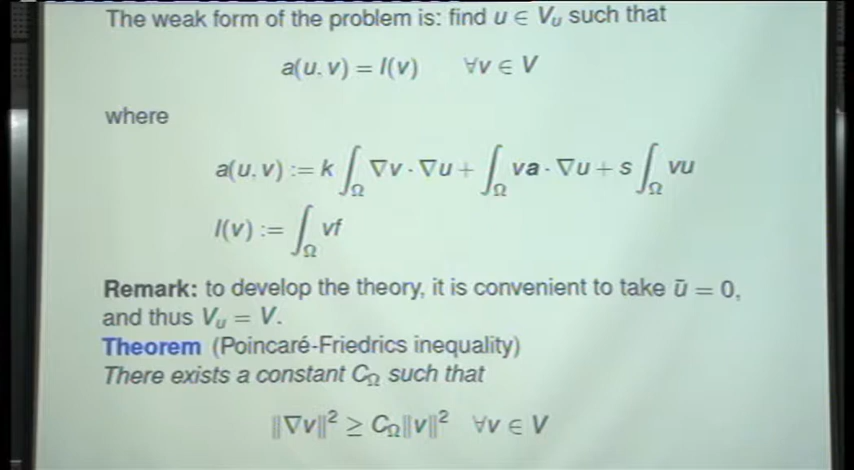 The weak form of the problem is: find u ∈ Vᵤ such that
a(u, v) = l(v) ∀v ∈ V
where
a(u, v) := k ∫_Ω ∇v · ∇u + ∫_Ω va · ∇u + s ∫_Ω vu
l(v) := ∫_Ω vf
Remark: to develop the theory, it is convenient to take ū = 0,
and thus Vᵤ = V.
Theorem (Poincaré-Friedrics inequality)
There exists a constant C_Ω such that
‖∇v‖² ≥ C_Ω‖v‖² ∀v ∈ V